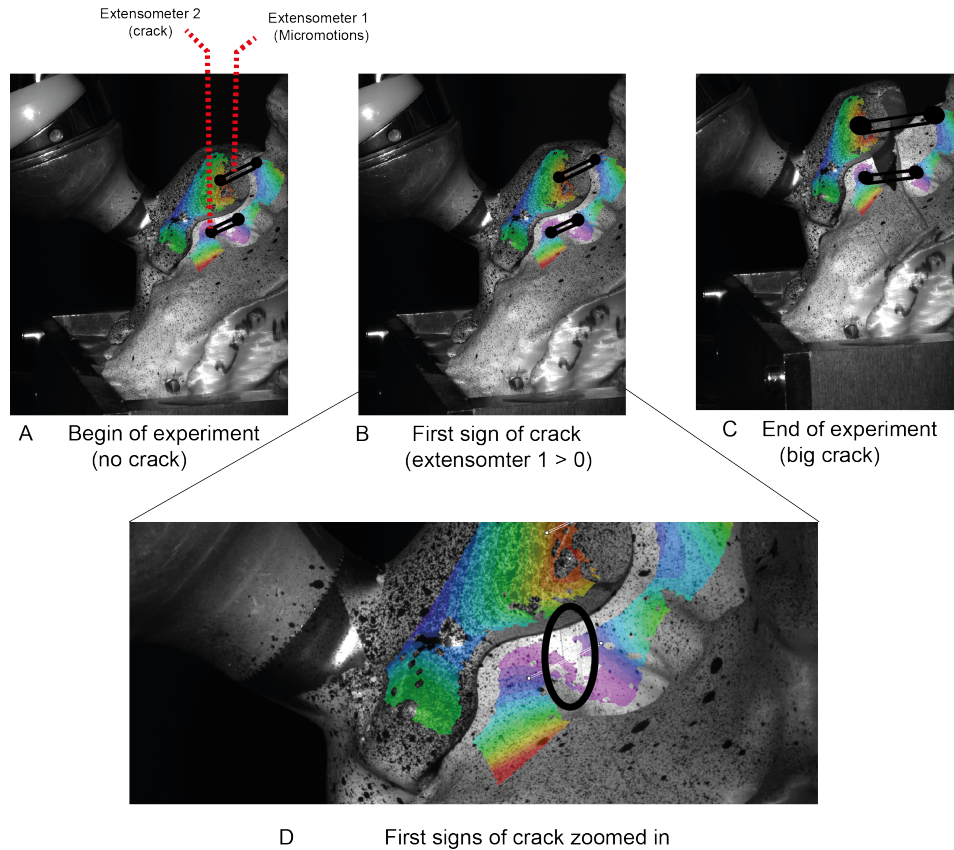 Extensometer 2
(crack)
Extensometer 1
(Micromotions)
A Begin of experiment
(no crack)
B First sign of crack
(extensomter 1 > 0)
C End of experiment
(big crack)
D First signs of crack zoomed in